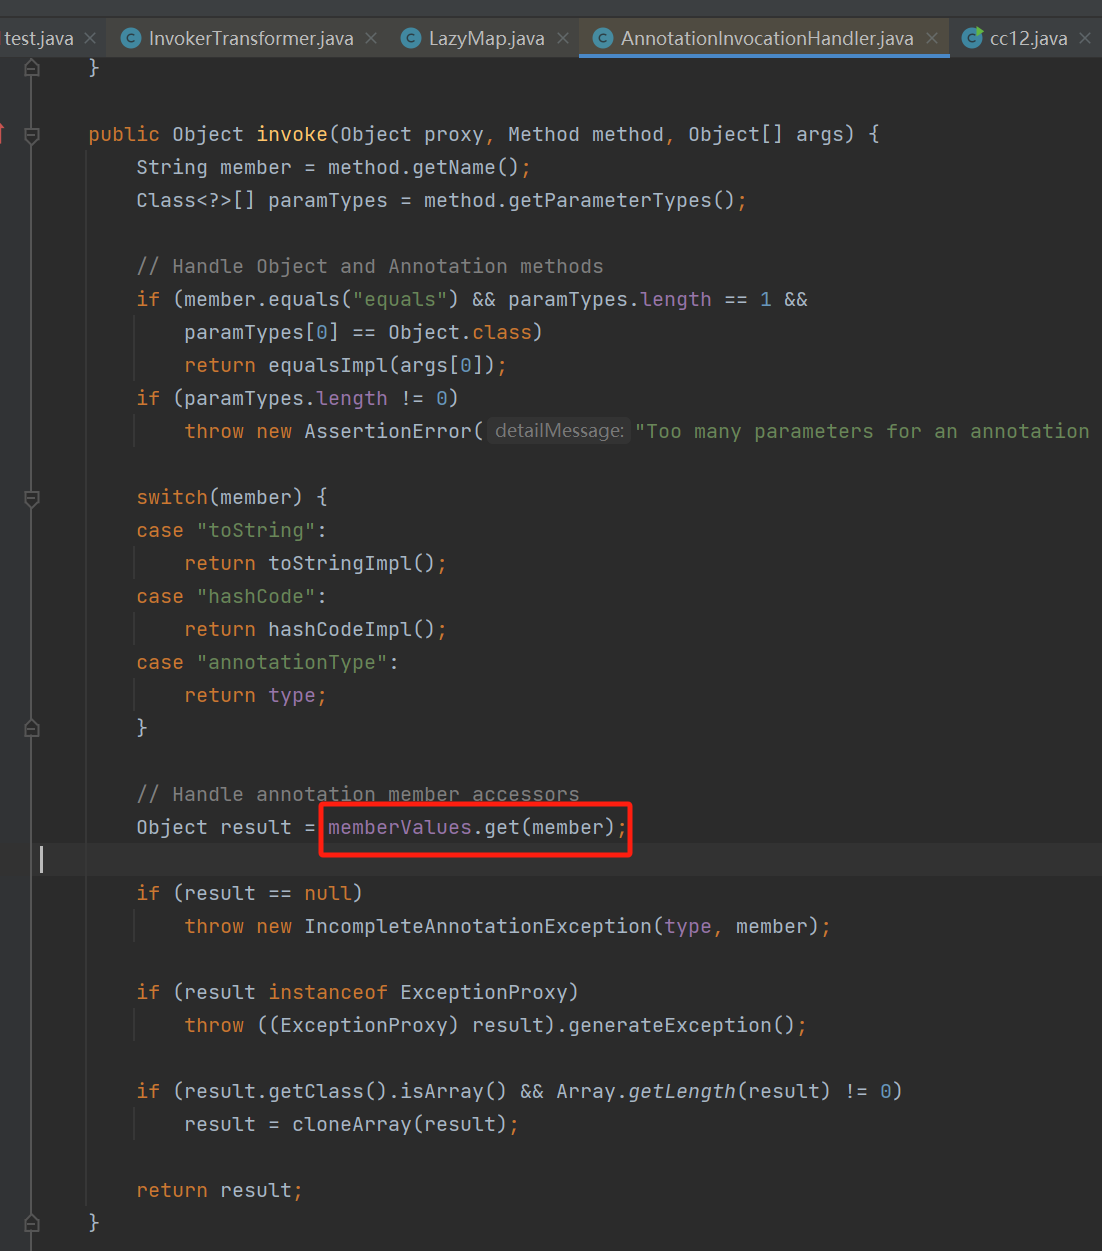 test.java InvokerTransformer.java LazyMap.java AnnotationInvocationHandler.java cc12.java
}
public Object invoke(Object proxy, Method method, Object[] args) {
String member = method.getName();
Class<?>[] paramTypes = method.getParameterTypes();
// Handle Object and Annotation methods
if (member.equals("equals") && paramTypes.length == 1 &&
paramTypes[0] == Object.class)
return equalsImpl(args[0]);
if (paramTypes.length != 0)
throw new AssertionError( detailMessage: "Too many parameters for an annotation
switch(member) {
case "toString":
return toStringImpl();
case "hashCode":
return hashCodeImpl();
case "annotationType":
return type;
}
// Handle annotation member accessors
Object result = memberValues.get(member);
if (result == null)
throw new IncompleteAnnotationException(type, member);
if (result instanceof ExceptionProxy)
throw ((ExceptionProxy) result).generateException();
if (result.getClass().isArray() && Array.getLength(result) != 0)
result = cloneArray(result);
return result;
}